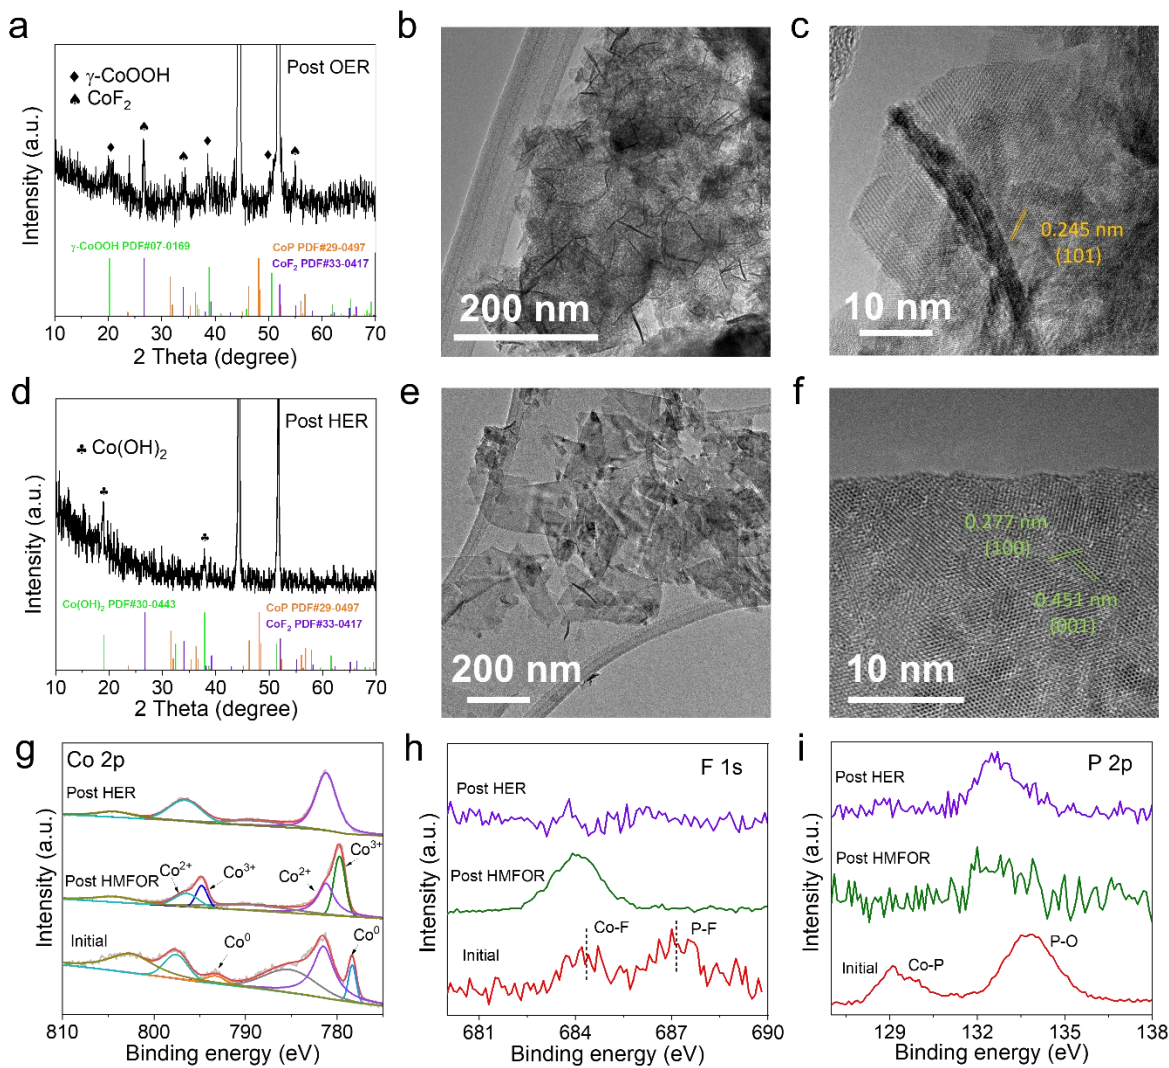 a
Post OER
♦ γ-CoOOH
♠ CoF₂
Intensity (a.u.)
γ-CoOOH PDF#07-0169
CoP PDF#29-0497
CoF₂ PDF#33-0417
10 20 30 40 50 60 70
2 Theta (degree)
b
200 nm
c
0.245 nm
(101)
10 nm
d
Post HER
♣ Co(OH)₂
Intensity (a.u.)
Co(OH)₂ PDF#30-0443
CoP PDF#29-0497
CoF₂ PDF#33-0417
10 20 30 40 50 60 70
2 Theta (degree)
e
200 nm
f
0.277 nm
(100)
0.451 nm
(001)
10 nm
g
Co 2p
Post HER
Post HMFOR
Co²⁺
Co³⁺
Co²⁺
Co³⁺
Initial
Co⁰
Co⁰
Intensity (a.u.)
810 800 790 780
Binding energy (eV)
h
F 1s
Post HER
Post HMFOR
Initial
Co-F
P-F
Intensity (a.u.)
681 684 687 690
Binding energy (eV)
i
P 2p
Post HER
Post HMFOR
Initial
Co-P
P-O
Intensity (a.u.)
129 132 135 138
Binding energy (eV)